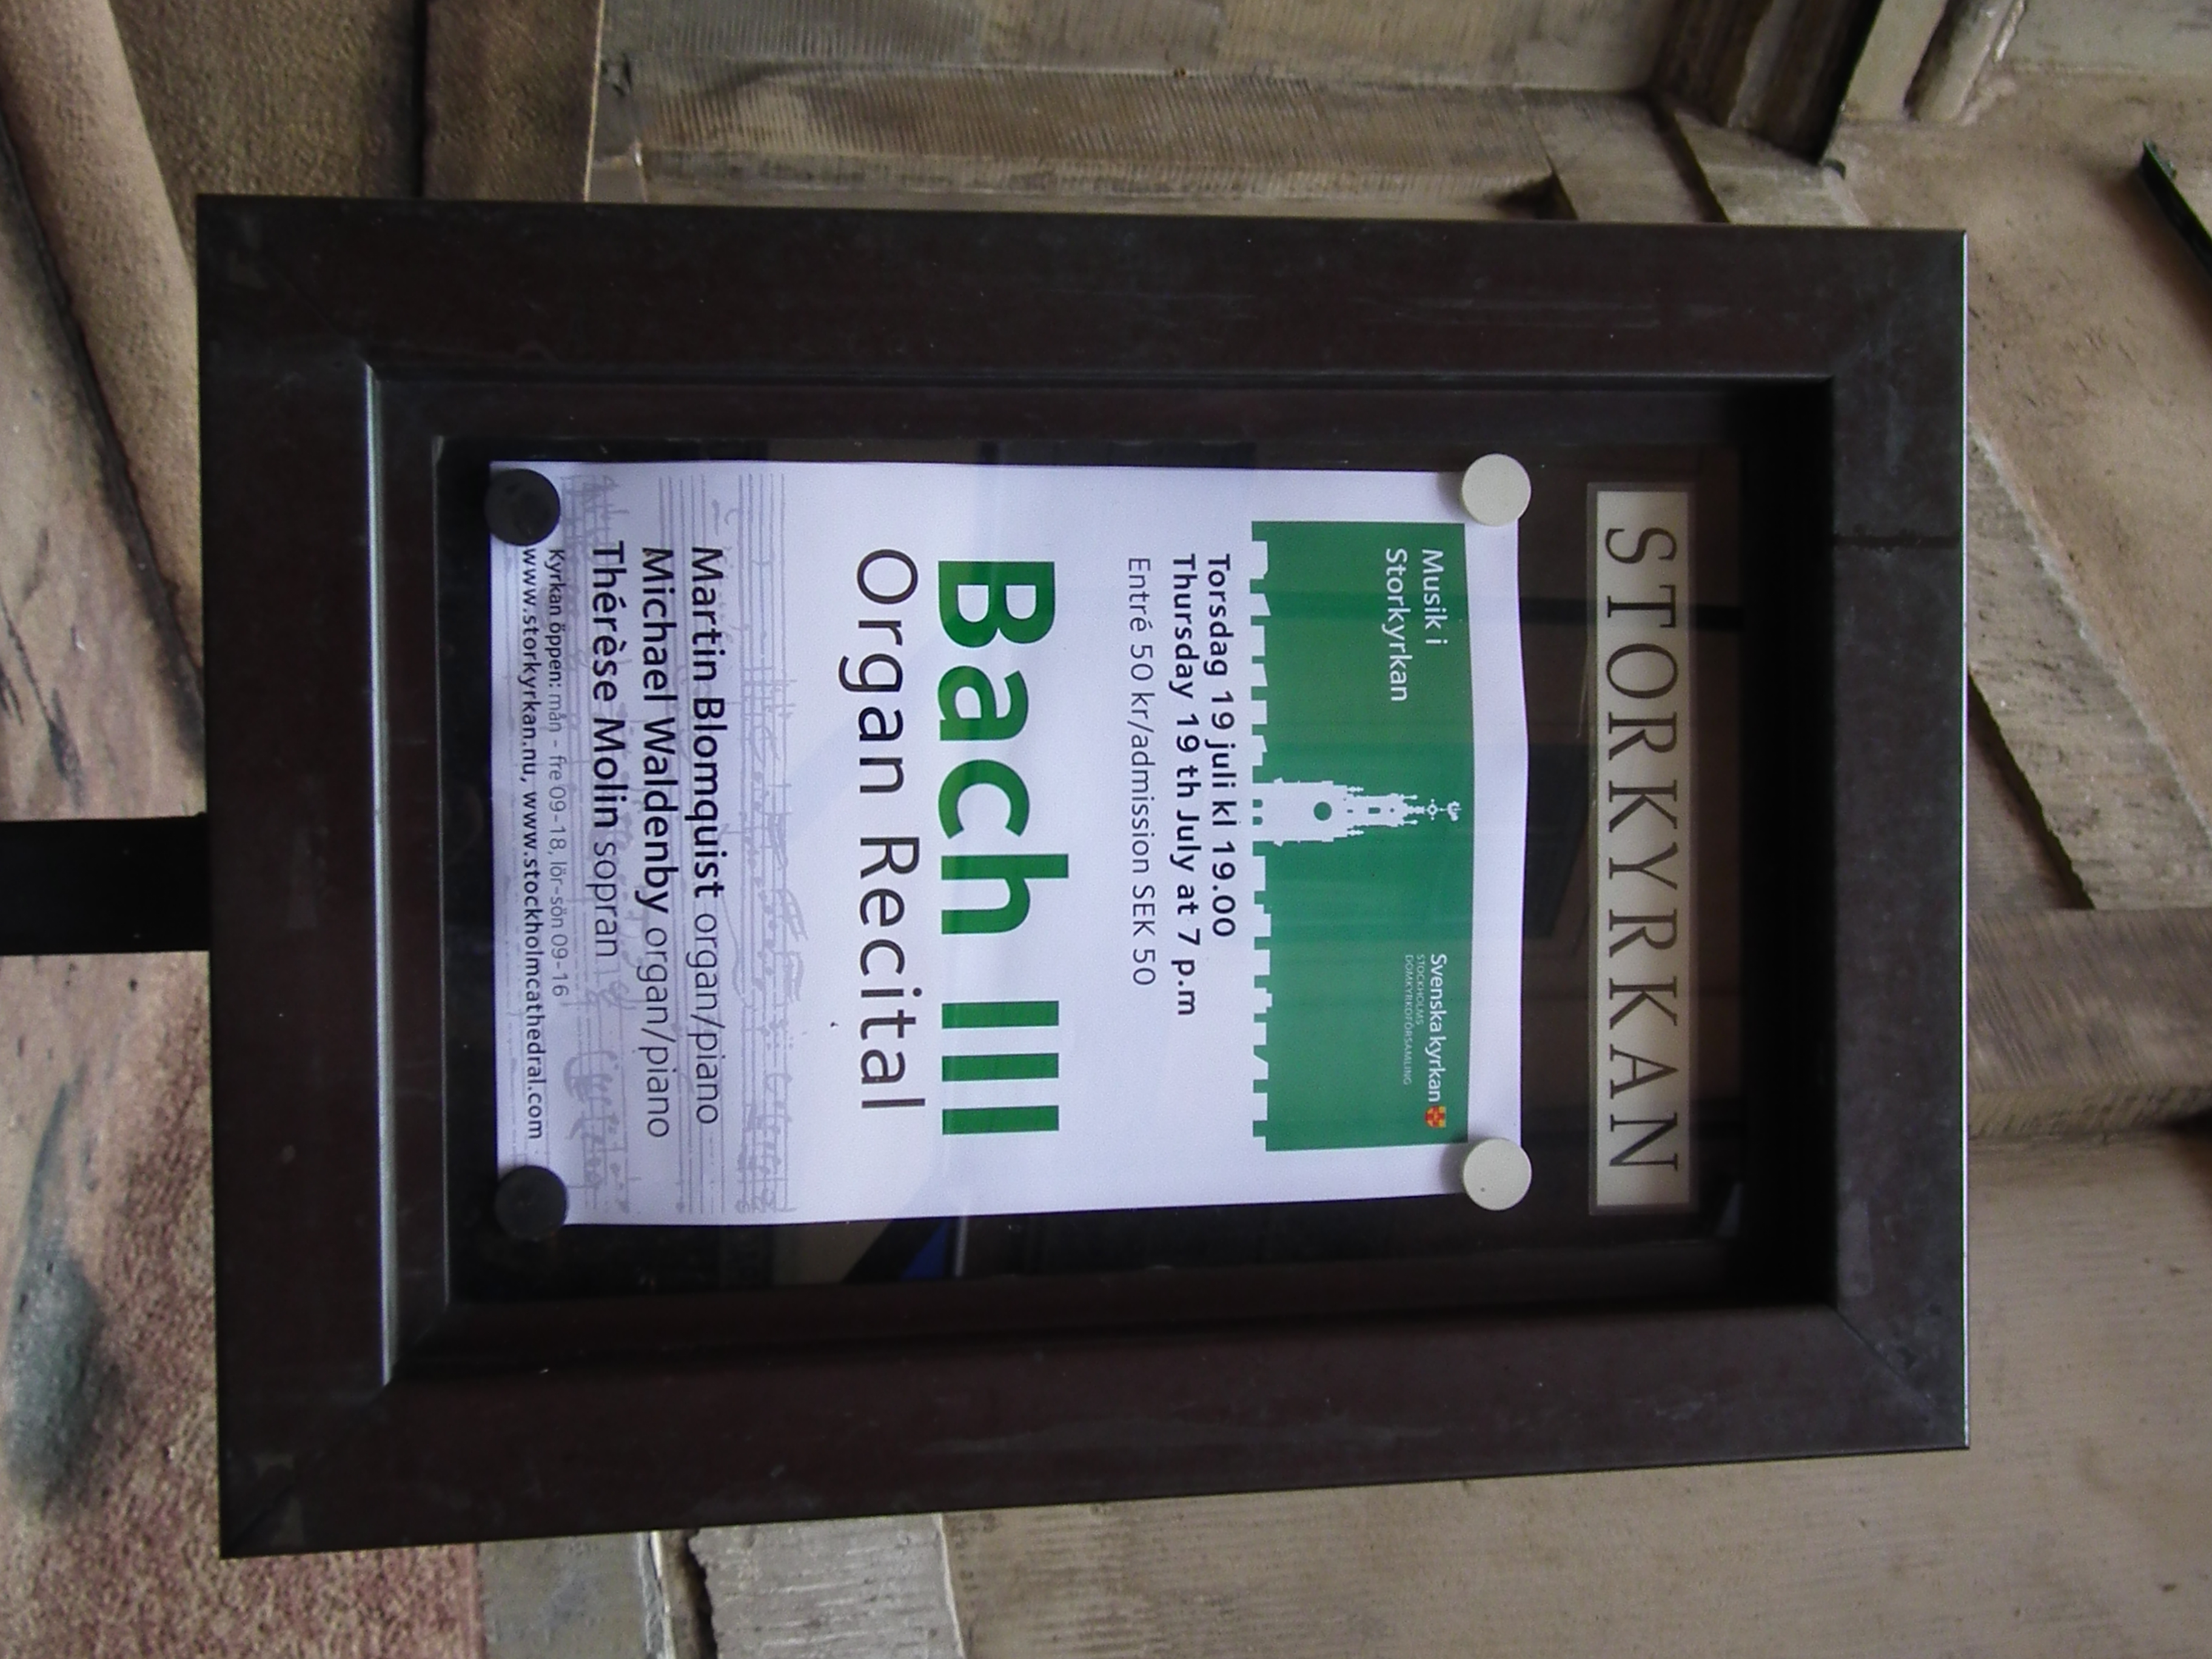 STORKYRKAN
Musik i
Storkyrkan
Svenska kyrkan
STOCKHOLMS
DOMKYRKOFÖRSAMLING
Torsdag 19 juli kl 19.00
Thursday 19 th July at 7 p.m
Entré 50 kr/admission SEK 50
Bach III
Organ Recital
Martin Blomquist organ/piano
Michael Waldenby organ/piano
Thérèse Molin sopran
Kyrkan öppen: mån - fre 09-18, lör-sön 09-16
www.storkyrkan.nu, www.stockholmcathedral.com